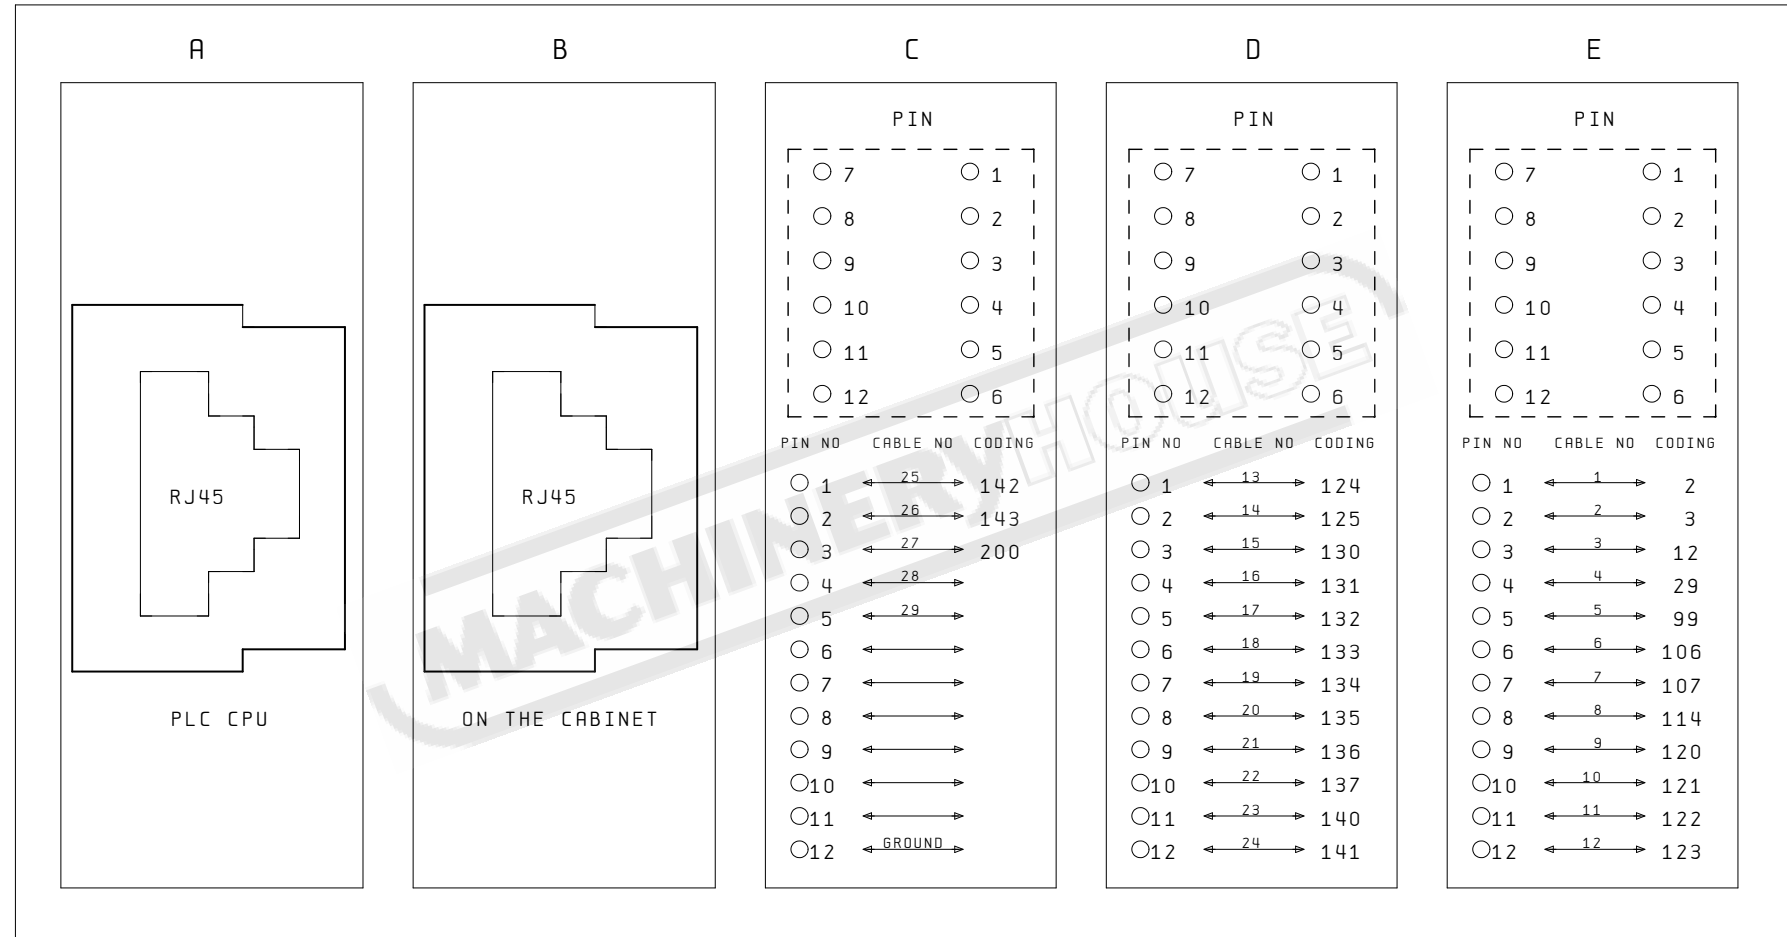 A B C D E
PIN PIN PIN
7 1 7 1 7 1
8 2 8 2 8 2
9 3 9 3 9 3
10 4 10 4 10 4
11 5 11 5 11 5
12 6 12 6 12 6
PIN NO CABLE NO CODING PIN NO CABLE NO CODING PIN NO CABLE NO CODING
1 25 142 1 13 124 1 1 2
RJ45 RJ45
2 26 143 2 14 125 2 2 3
3 27 200 3 15 130 3 3 12
4 28 4 16 131 4 4 29
5 29 5 17 132 5 5 99
6 6 18 133 6 6 106
7 7 19 134 7 7 107
PLC CPU ON THE CABINET 8 8 20 135 8 8 114
9 9 21 136 9 9 120
10 10 22 137 10 10 121
11 11 23 140 11 11 122
12 GROUND 12 24 141 12 12 123
MACHINERYHOUSE